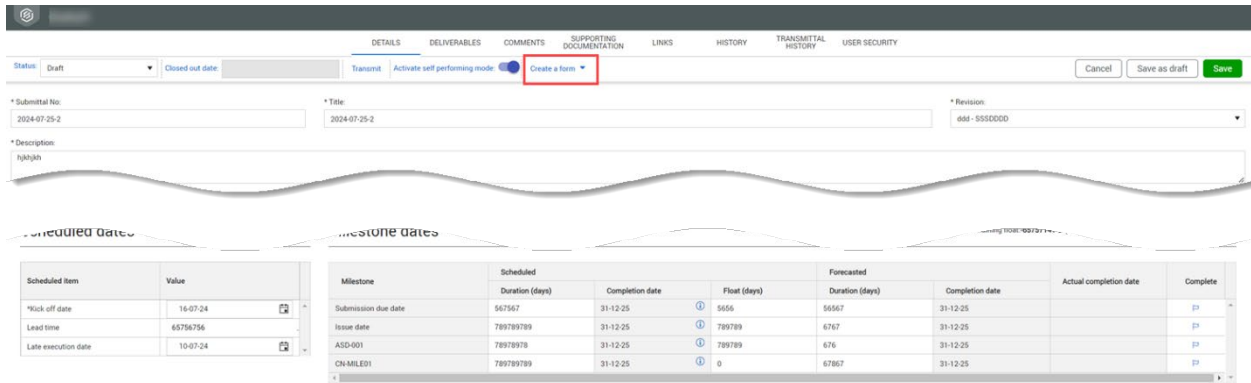 DETAILS DELIVERABLES COMMENTS SUPPORTING DOCUMENTATION LINKS HISTORY TRANSMITTAL HISTORY USER SECURITY
Status: Draft Closed out date: Transmit Activate self performing mode: Create a form Cancel Save as draft Save
* Submittal No: * Title: * Revision:
2024-07-25-2 2024-07-25-2 ddd - SSSDDDD
* Description:
hjkhjkh
Scheduled dates Milestone dates
Scheduled item Value Milestone Scheduled Forecasted Actual completion date Complete
Duration (days) Completion date Float (days) Duration (days) Completion date
*Kick off date 16-07-24 Submission due date 567567 31-12-25 5656 56567 31-12-25
Lead time 65756756 Issue date 789789789 31-12-25 789789 6767 31-12-25
Late execution date 10-07-24 ASD-001 78978978 31-12-25 789789 676 31-12-25
CN-MILE01 789789789 31-12-25 0 67867 31-12-25